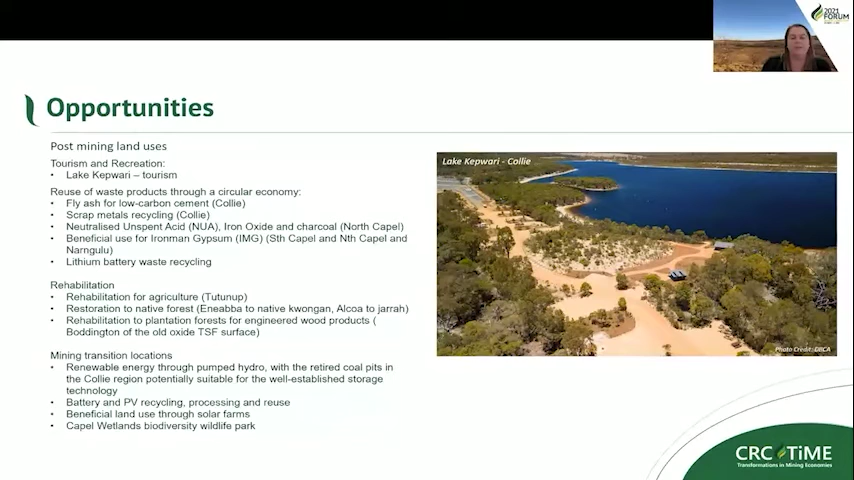 2021
FORUM
Opportunities
Post mining land uses
Tourism and Recreation:
• Lake Kepwari – tourism
Reuse of waste products through a circular economy:
• Fly ash for low-carbon cement (Collie)
• Scrap metals recycling (Collie)
• Neutralised Unspent Acid (NUA), Iron Oxide and charcoal (North Capel)
• Beneficial use for Ironman Gypsum (IMG) (Sth Capel and Nth Capel and
Narngulu)
• Lithium battery waste recycling
Rehabilitation
• Rehabilitation for agriculture (Tutunup)
• Restoration to native forest (Eneabba to native kwongan, Alcoa to jarrah)
• Rehabilitation to plantation forests for engineered wood products (
Boddington of the old oxide TSF surface)
Mining transition locations
• Renewable energy through pumped hydro, with the retired coal pits in
the Collie region potentially suitable for the well-established storage
technology
• Battery and PV recycling, processing and reuse
• Beneficial land use through solar farms
• Capel Wetlands biodiversity wildlife park
Lake Kepwari - Collie
Photo Credit: DBCA
CRC TiME
Transformations in Mining Economies